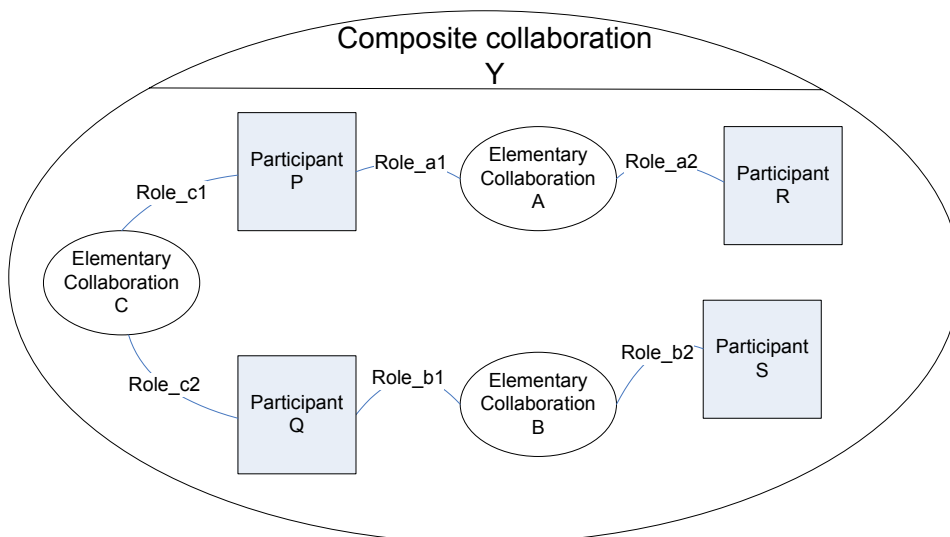 Composite collaboration
Y
Participant
P
Role_a1
Elementary
Collaboration
A
Role_a2
Participant
R
Role_c1
Elementary
Collaboration
C
Role_c2
Participant
Q
Role_b1
Elementary
Collaboration
B
Role_b2
Participant
S